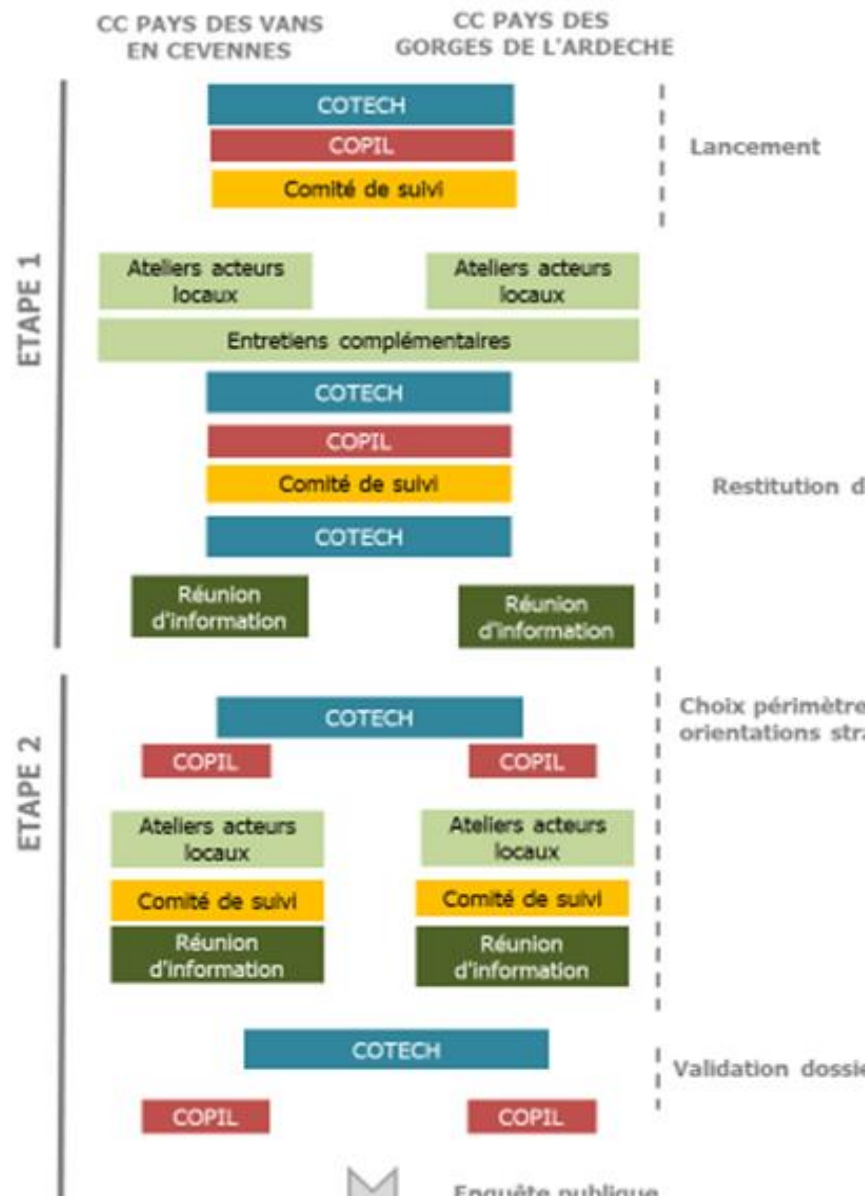 CC PAYS DES VANS
EN CEVENNES
CC PAYS DES
GORGES DE L'ARDECHE
ETAPE 1
COTECH
COPIL
Comité de suivi
Lancement
Ateliers acteurs
locaux
Ateliers acteurs
locaux
Entretiens complémentaires
COTECH
COPIL
Comité de suivi
COTECH
Restitution d
Réunion
d'information
Réunion
d'information
ETAPE 2
COTECH
COPIL
COPIL
Choix périmètre
orientations stra
Ateliers acteurs
locaux
Ateliers acteurs
locaux
Comité de suivi
Comité de suivi
Réunion
d'information
Réunion
d'information
COTECH
Validation dossie
COPIL
COPIL
Enquête publique